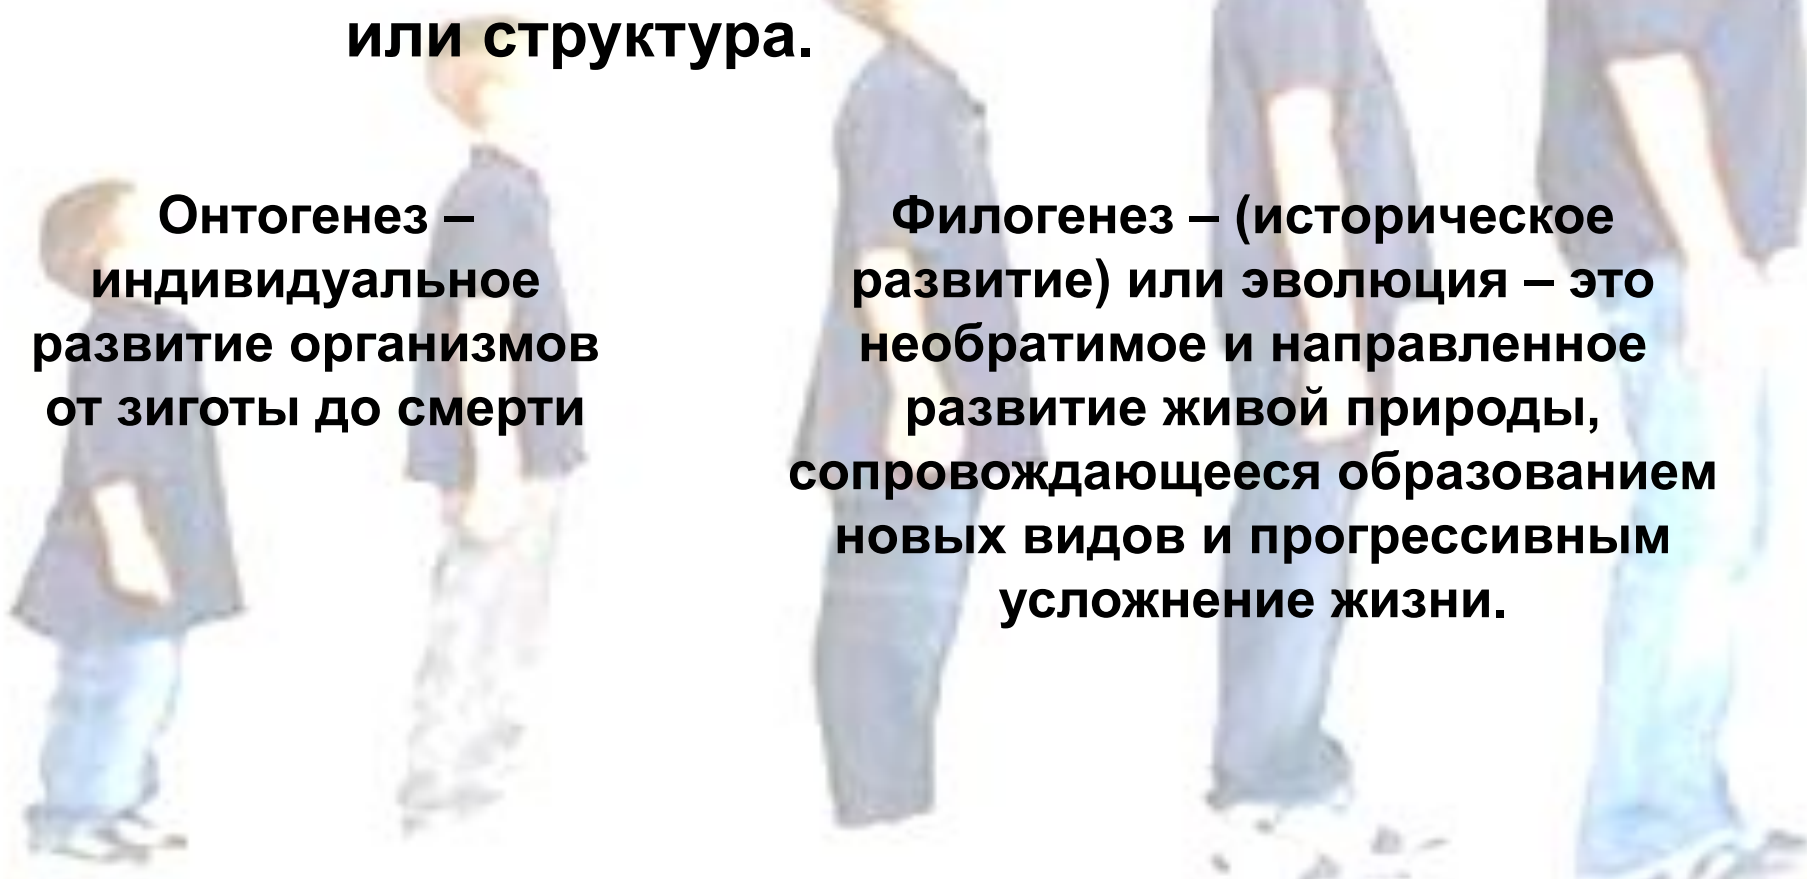 или структура.
Онтогенез –
индивидуальное
развитие организмов
от зиготы до смерти
Филогенез – (историческое
развитие) или эволюция – это
необратимое и направленное
развитие живой природы,
сопровождающееся образованием
новых видов и прогрессивным
усложнение жизни.